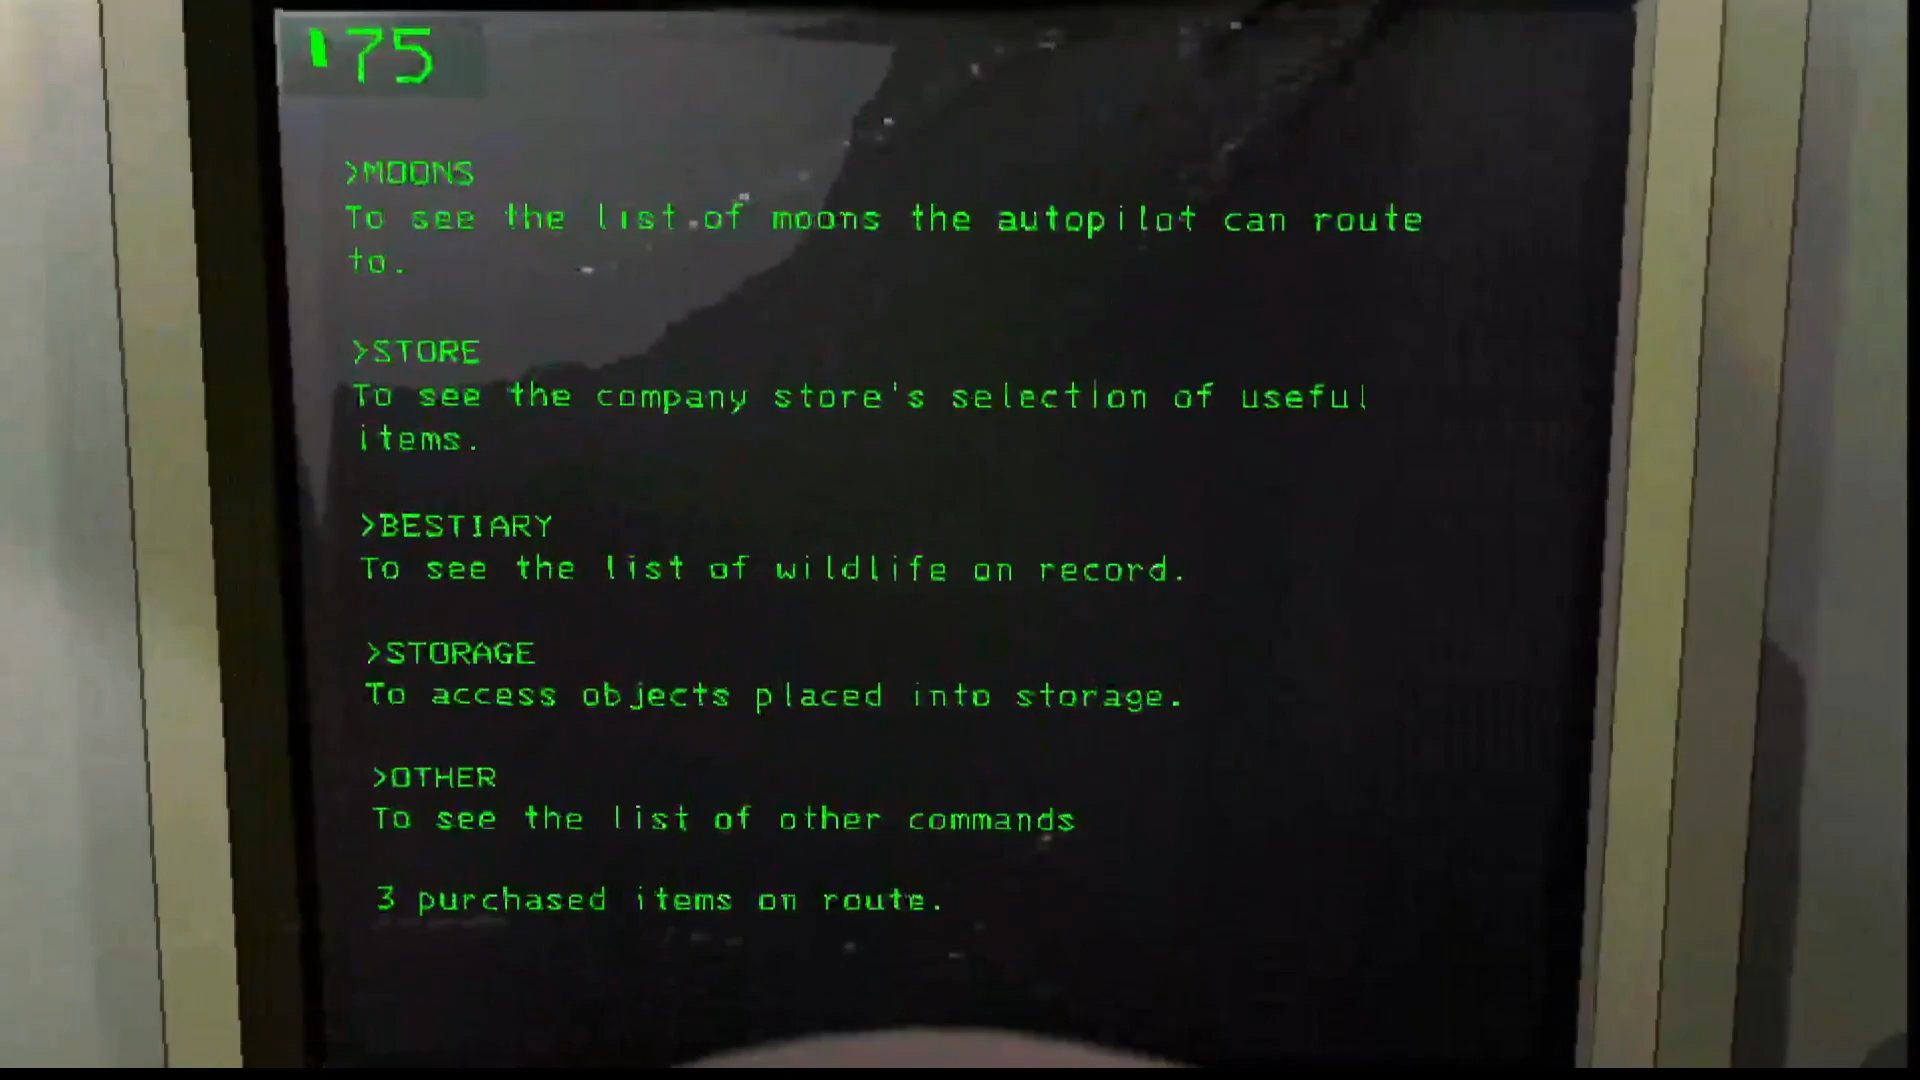 ▮75
>MOONS
To see the list of moons the autopilot can route
to.
>STORE
To see the company store's selection of useful
items.
>BESTIARY
To see the list of wildlife on record.
>STORAGE
To access objects placed into storage.
>OTHER
To see the list of other commands
3 purchased items on route.